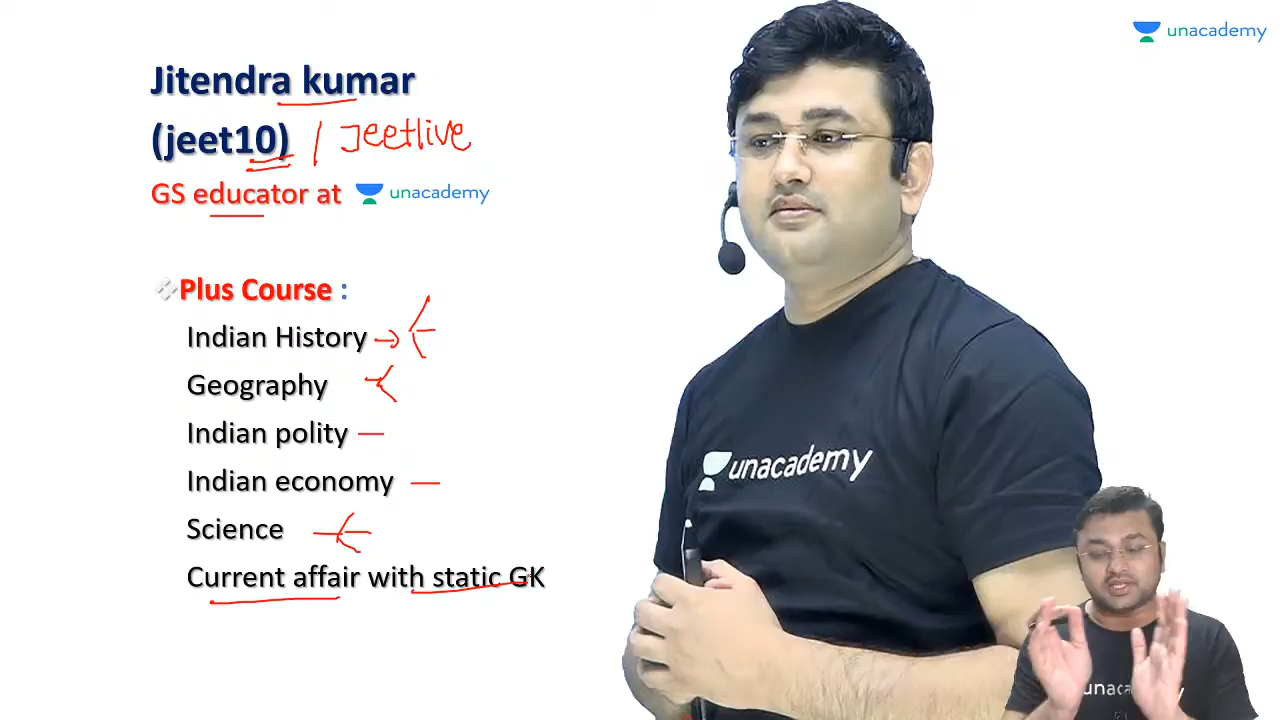 Jitendra kumar
(jeet10) / Jeetlive
GS educator at unacademy
Plus Course :
Indian History
Geography
Indian polity
Indian economy
Science
Current affair with static GK
unacademy
unacademy
unacademy